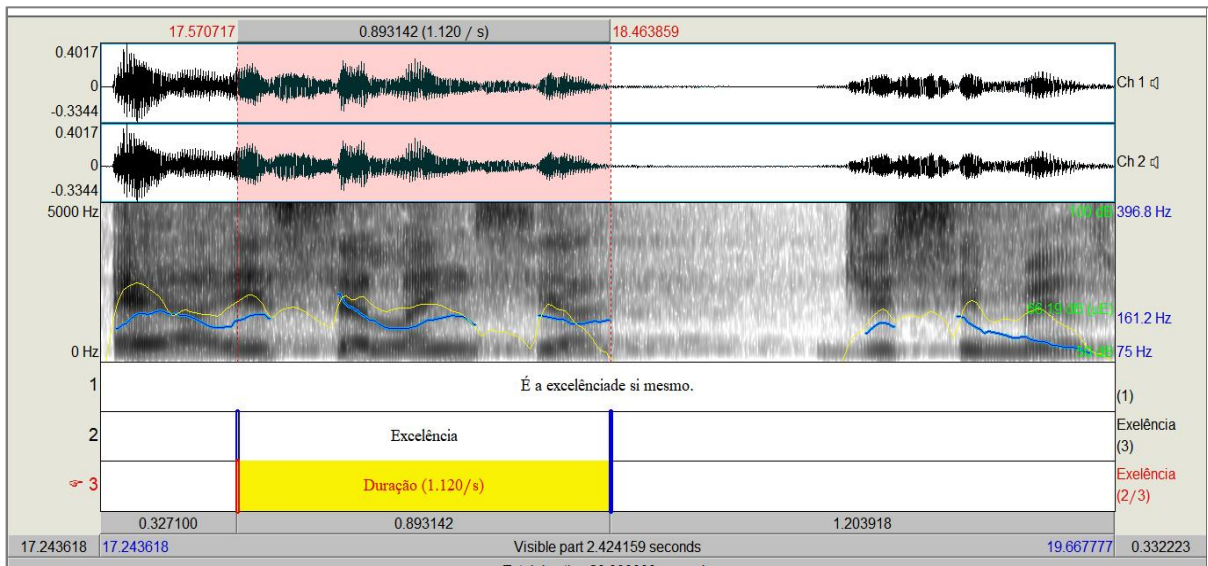 17.570717 0.893142 (1.120 / s) 18.463859
0.4017
0
-0.3344
Ch 1
0.4017
0
-0.3344
Ch 2
5000 Hz
396.8 Hz
161.2 Hz
0 Hz
75 Hz
1 É a excelênciade si mesmo. (1)
2 Excelência Exelência (3)
3 Duração (1.120/s) Exelência (2/3)
0.327100 0.893142 1.203918
17.243618 17.243618 Visible part 2.424159 seconds 19.667777 0.332223